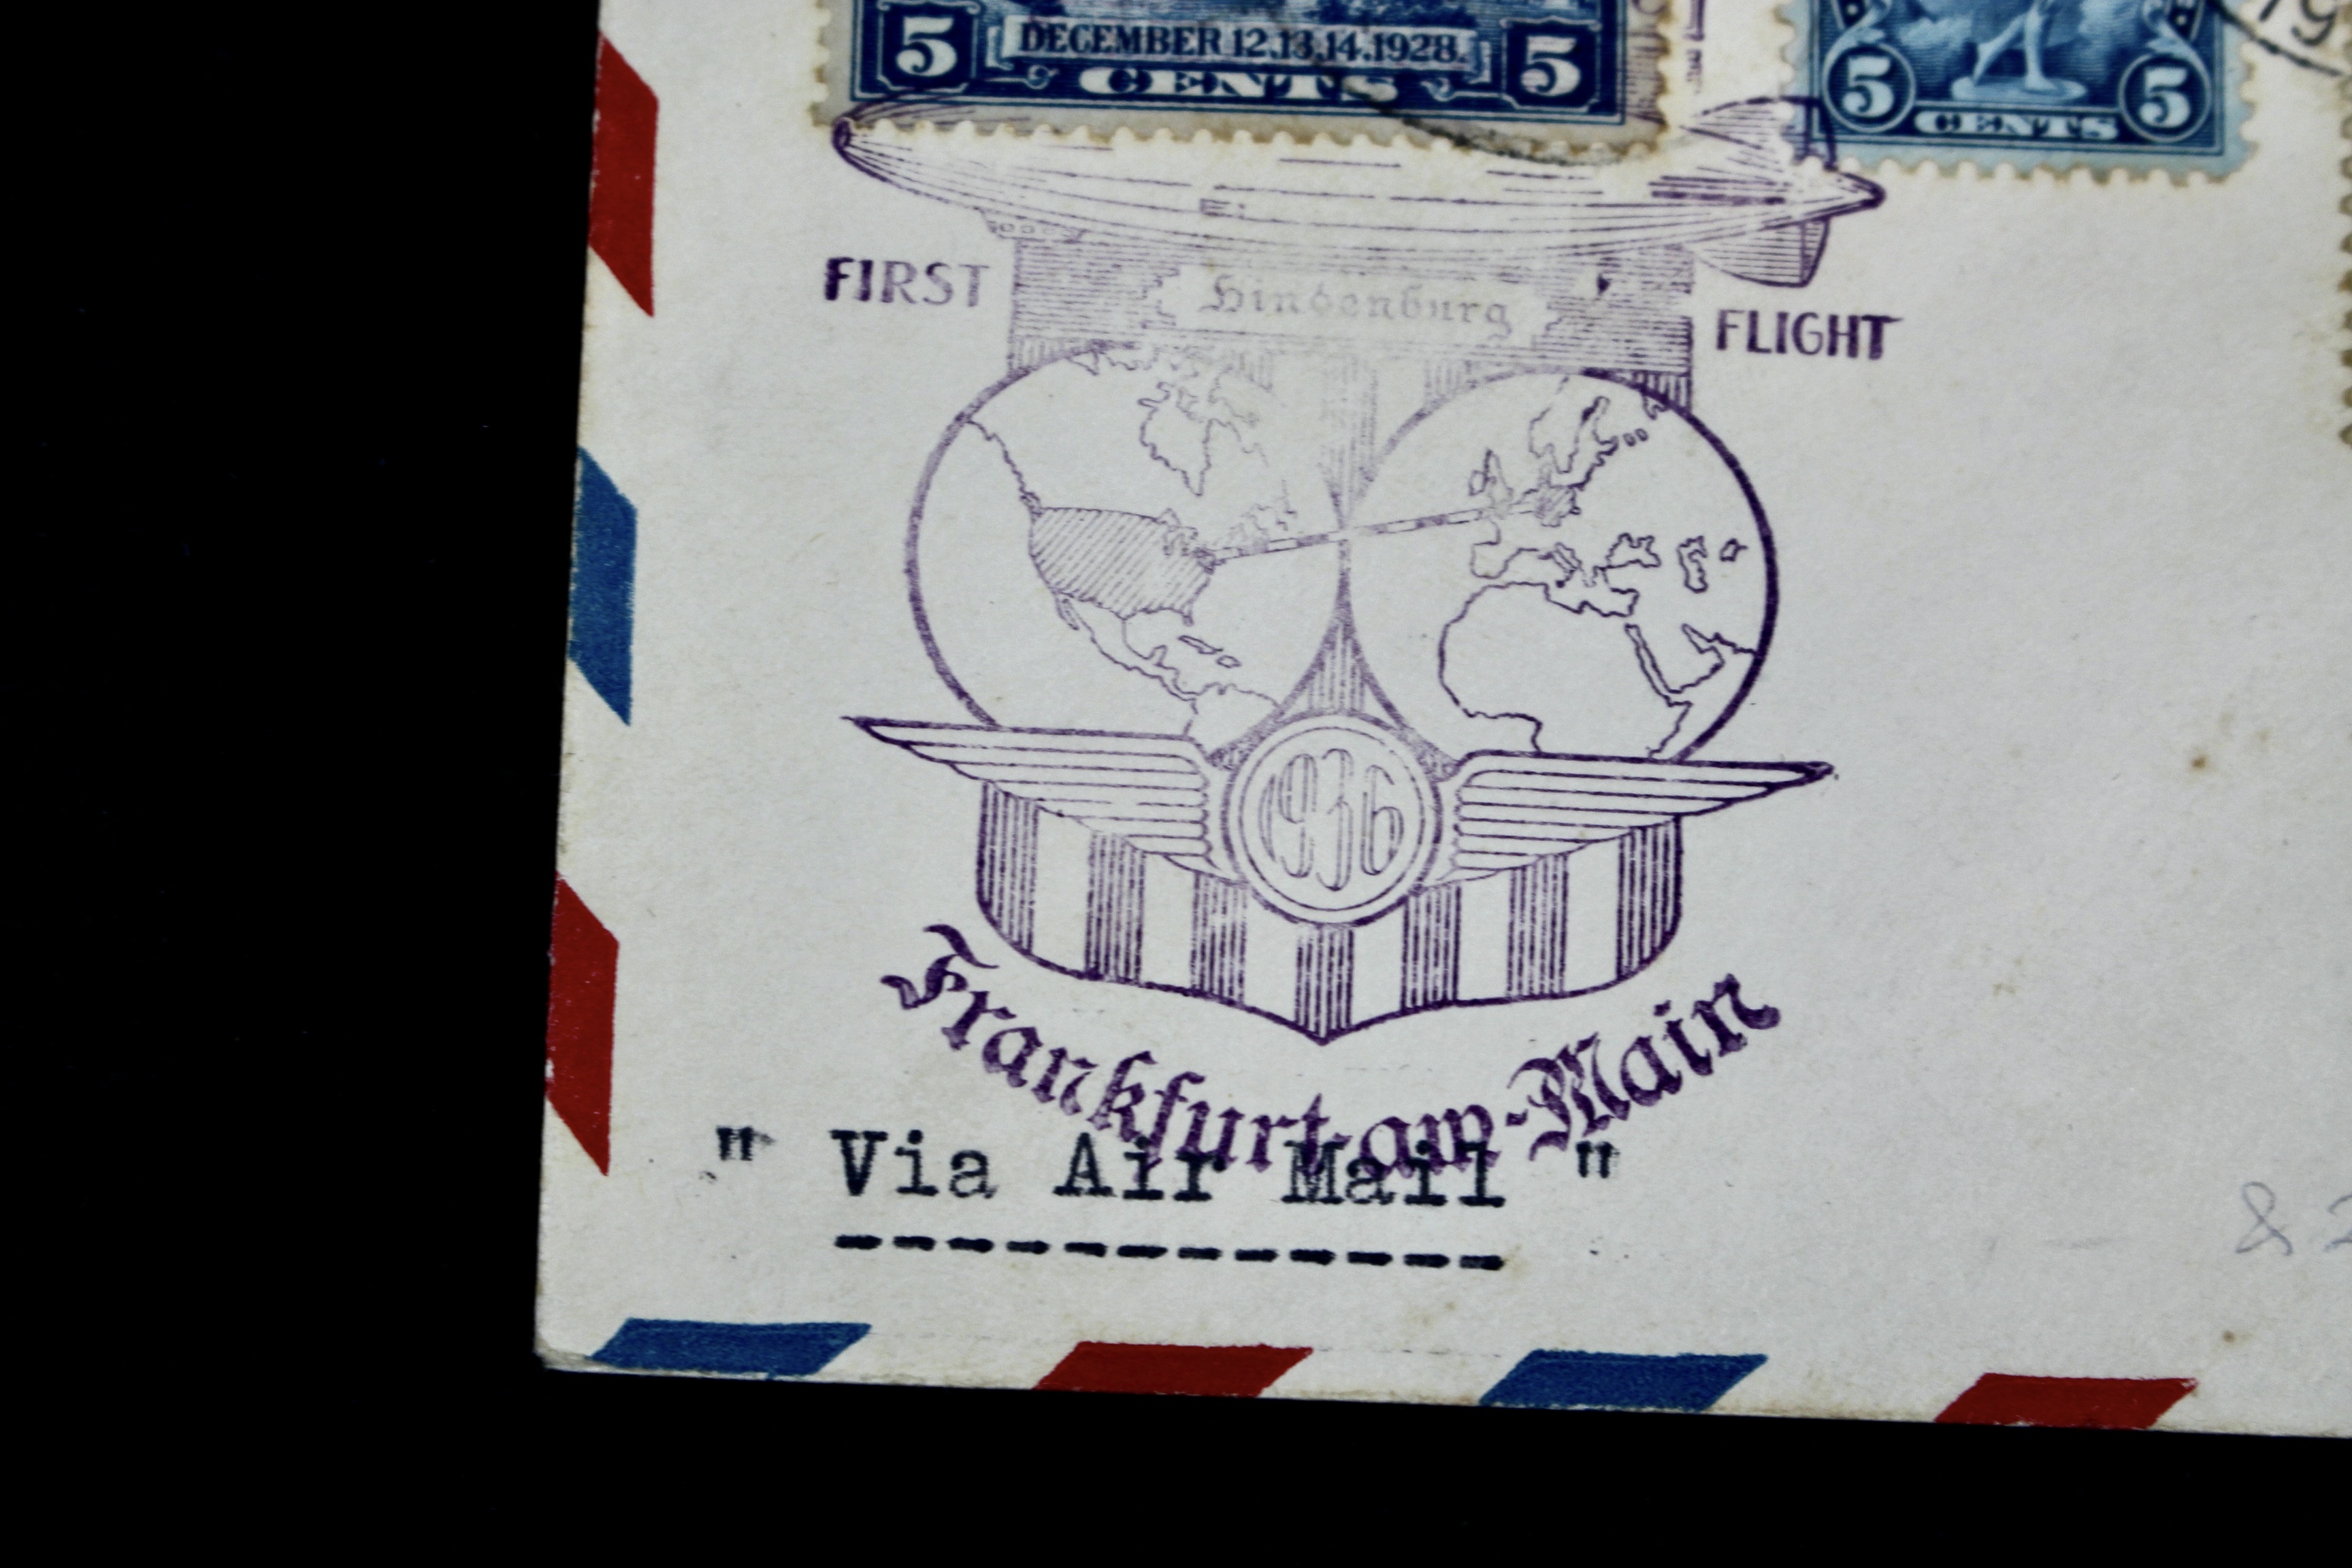 5 DECEMBER 12.13.14.1928. 5
CENTS
5 CENTS 5
19
FIRST
Hindenburg
FLIGHT
1936
Frankfurt-am-Main
" Via Air Mail "
&